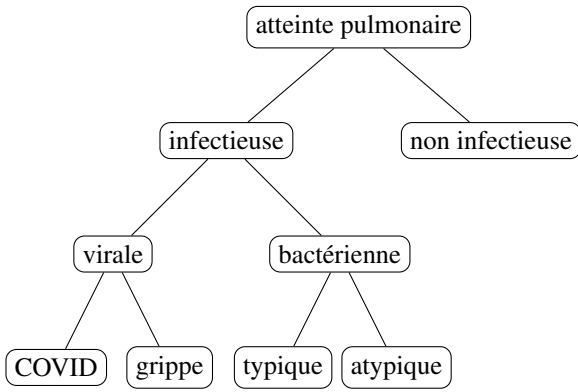 atteinte pulmonaire
infectieuse
non infectieuse
virale
bactérienne
COVID
grippe
typique
atypique